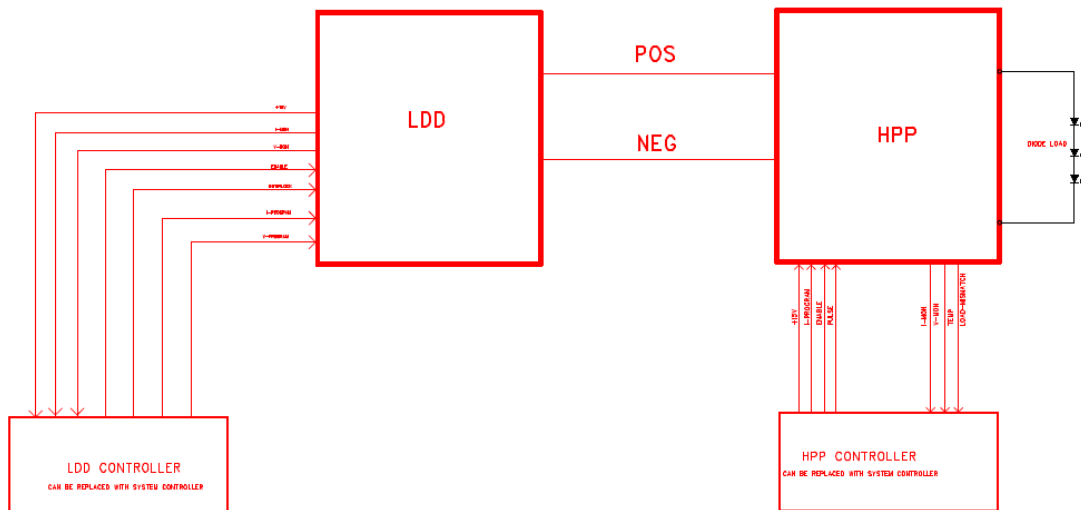 POS
LDD
HPP
NEG
DIODE LOAD
+15V
I-MON
V-MON
ENABLE
INTERLOCK
I-PROGRAM
V-PROGRAM
+15V
I-PROGRAM
ENABLE
PULSE
I-MON
V-MON
TEMP
LOAD-MISMATCH
LDD CONTROLLER
CAN BE REPLACED WITH SYSTEM CONTROLLER
HPP CONTROLLER
CAN BE REPLACED WITH SYSTEM CONTROLLER